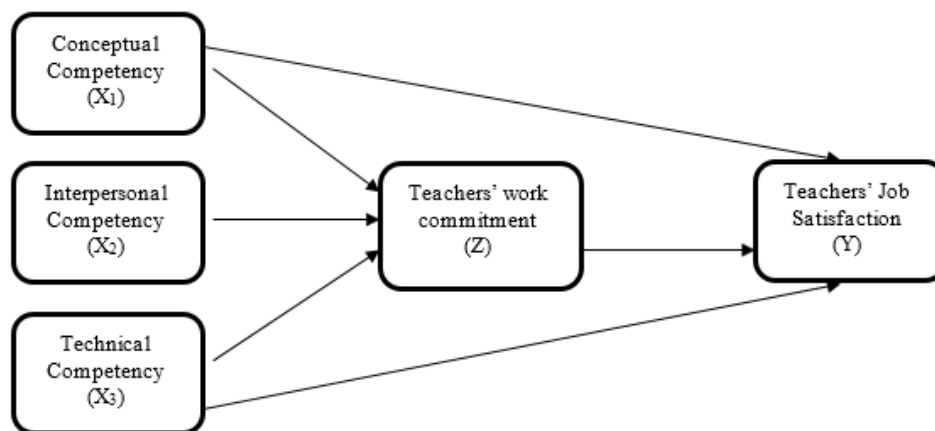 Conceptual
Competency
(X₁)
Interpersonal
Competency
(X₂)
Technical
Competency
(X₃)
Teachers’ work
commitment
(Z)
Teachers’ Job
Satisfaction
(Y)